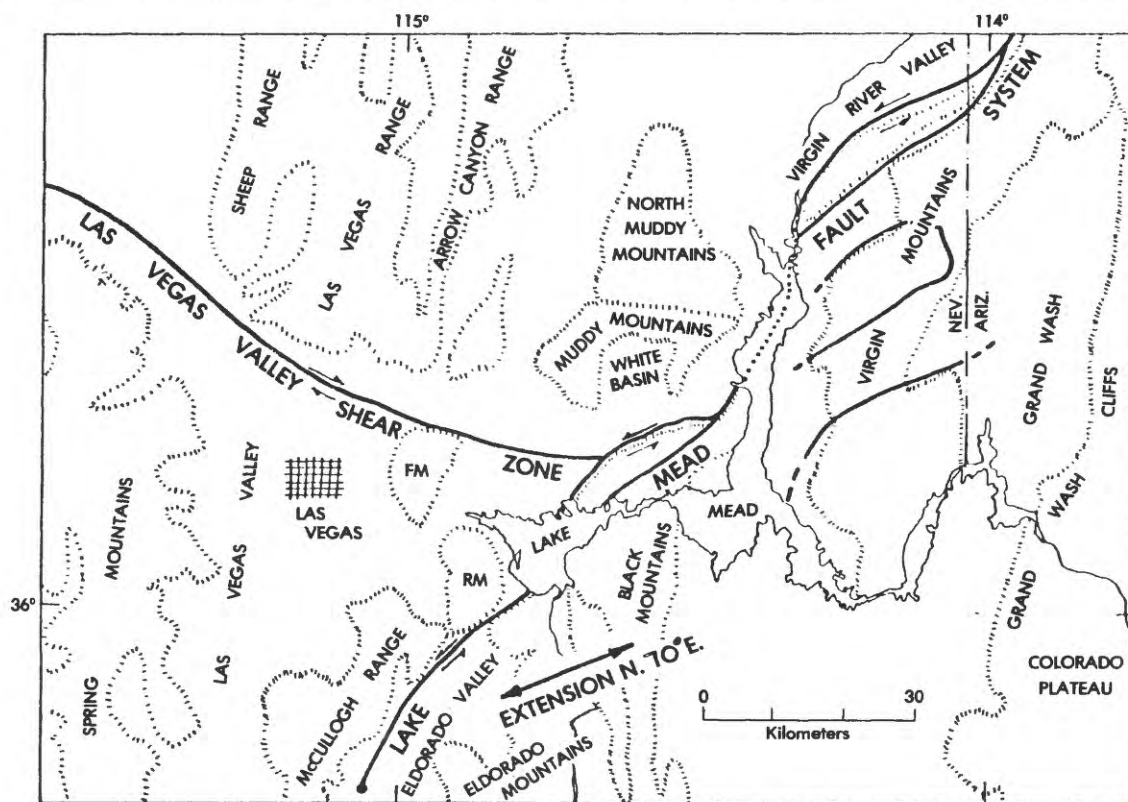 115°
114°
SHEEP RANGE
LAS VEGAS RANGE
ARROW CANYON RANGE
VIRGIN RIVER VALLEY
SYSTEM
LAS VEGAS VALLEY SHEAR ZONE
NORTH
MUDDY
MOUNTAINS
FAULT
MOUNTAINS
MUDDY MOUNTAINS
WHITE
BASIN
VIRGIN
NEV.
ARIZ.
GRAND WASH
CLIFFS
FM
MEAD
LAS
VEGAS
LAS VEGAS VALLEY
SPRING MOUNTAINS
LAKE
MEAD
WASH
GRAND
RM
BLACK
MOUNTAINS
36°
McCULLOGH RANGE
LAKE
ELDORADO VALLEY
EXTENSION N. 70° E.
ELDORADO
MOUNTAINS
COLORADO
PLATEAU
0 30
Kilometers